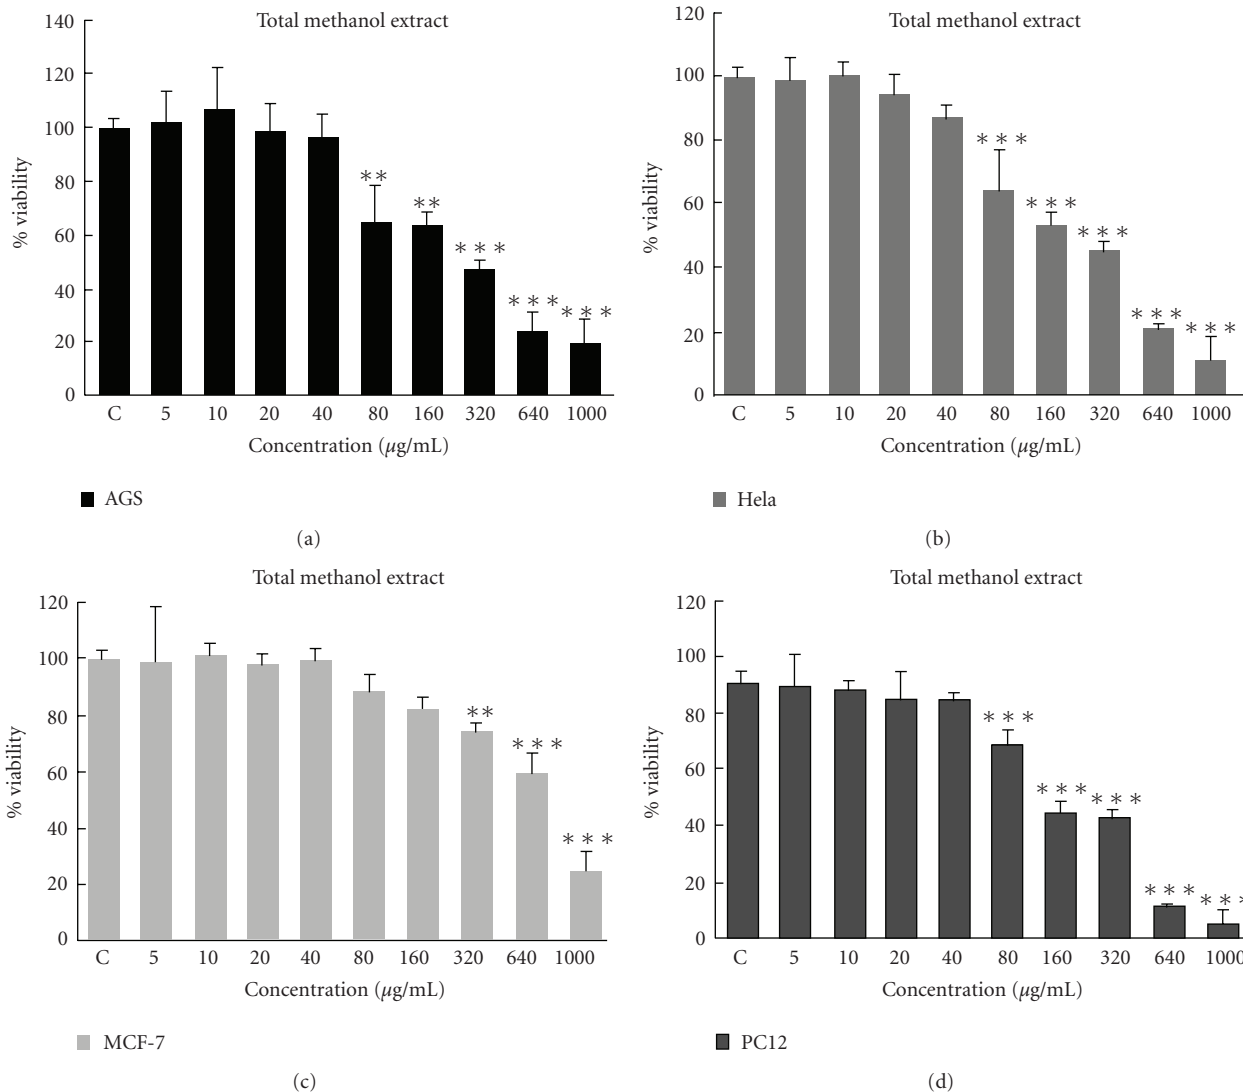 Total methanol extract
% viability
140
120
100
80
60
40
20
0
** ** *** *** ***
C 5 10 20 40 80 160 320 640 1000
Concentration (µg/mL)
AGS
(a)
Total methanol extract
% viability
120
100
80
60
40
20
0
*** *** *** *** ***
C 5 10 20 40 80 160 320 640 1000
Concentration (µg/mL)
Hela
(b)
Total methanol extract
% viability
120
100
80
60
40
20
0
** *** ***
C 5 10 20 40 80 160 320 640 1000
Concentration (µg/mL)
MCF-7
(c)
Total methanol extract
% viability
120
100
80
60
40
20
0
*** *** *** *** ***
C 5 10 20 40 80 160 320 640 1000
Concentration (µg/mL)
PC12
(d)